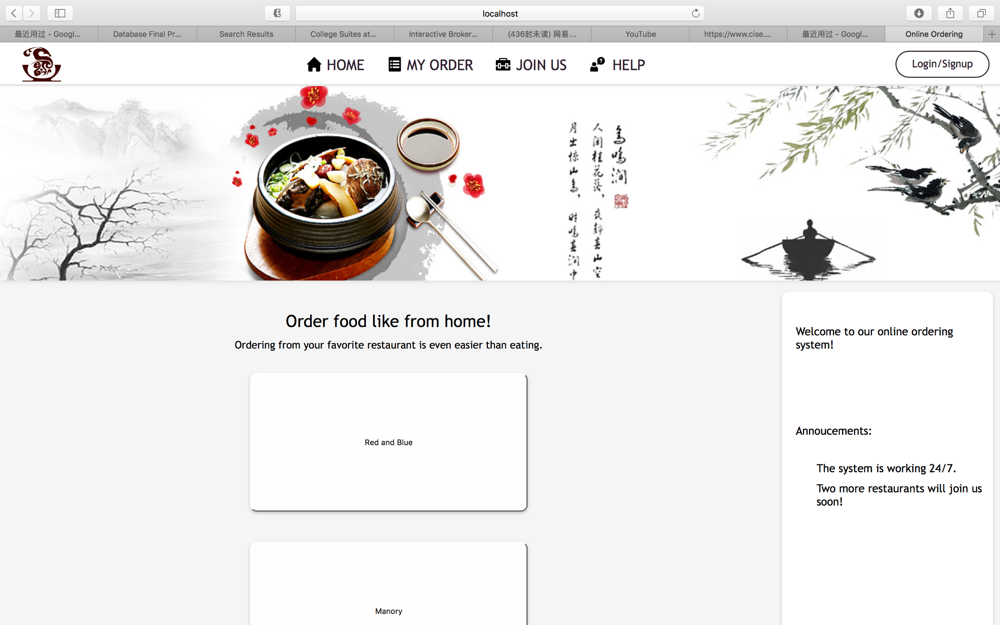 localhost
最近用过 - Googl...
Database Final Pr...
Search Results
College Suites at...
Interactive Broker...
(436封未读) 网易...
YouTube
https://www.cise....
最近用过 - Googl...
Online Ordering
HOME
MY ORDER
JOIN US
HELP
Login/Signup
鸟鸣涧
人闲桂花落，夜静春山空
月出惊山鸟，时鸣春涧中
Order food like from home!
Ordering from your favorite restaurant is even easier than eating.
Red and Blue
Manory
Welcome to our online ordering
system!
Annoucements:
The system is working 24/7.
Two more restaurants will join us
soon!